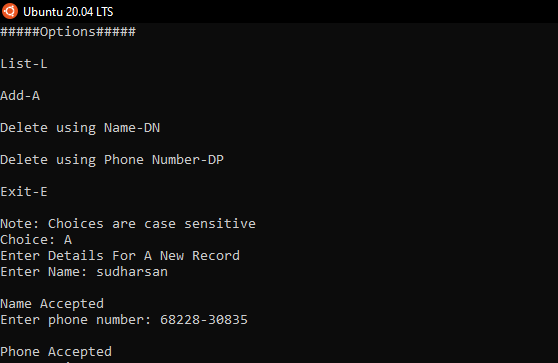 Ubuntu 20.04 LTS
#####Options#####
List-L
Add-A
Delete using Name-DN
Delete using Phone Number-DP
Exit-E
Note: Choices are case sensitive
Choice: A
Enter Details For A New Record
Enter Name: sudharsan
Name Accepted
Enter phone number: 68228-30835
Phone Accepted